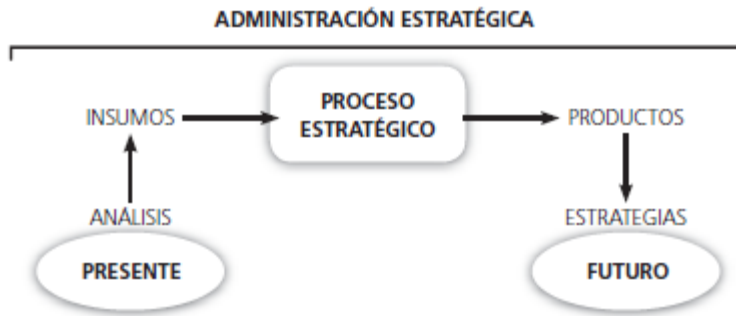 ADMINISTRACIÓN ESTRATÉGICA
INSUMOS
PROCESO
ESTRATÉGICO
PRODUCTOS
ANÁLISIS
ESTRATEGIAS
PRESENTE
FUTURO